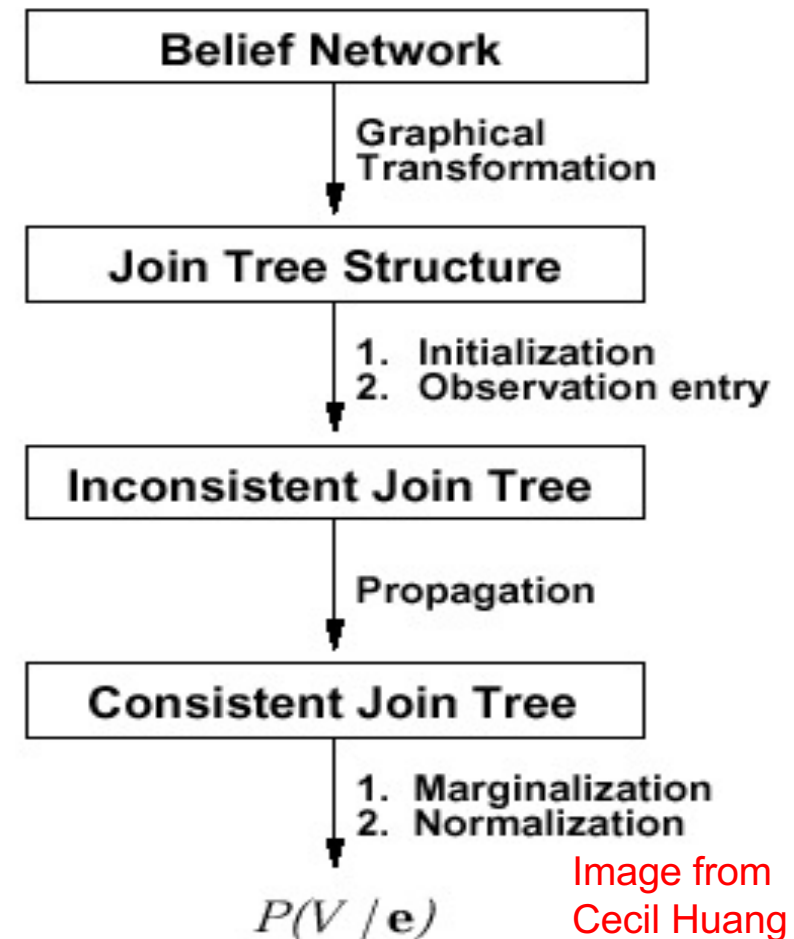 Belief Network
Graphical
Transformation
Join Tree Structure
1. Initialization
2. Observation entry
Inconsistent Join Tree
Propagation
Consistent Join Tree
1. Marginalization
2. Normalization
P(V / e)
Image from
Cecil Huang